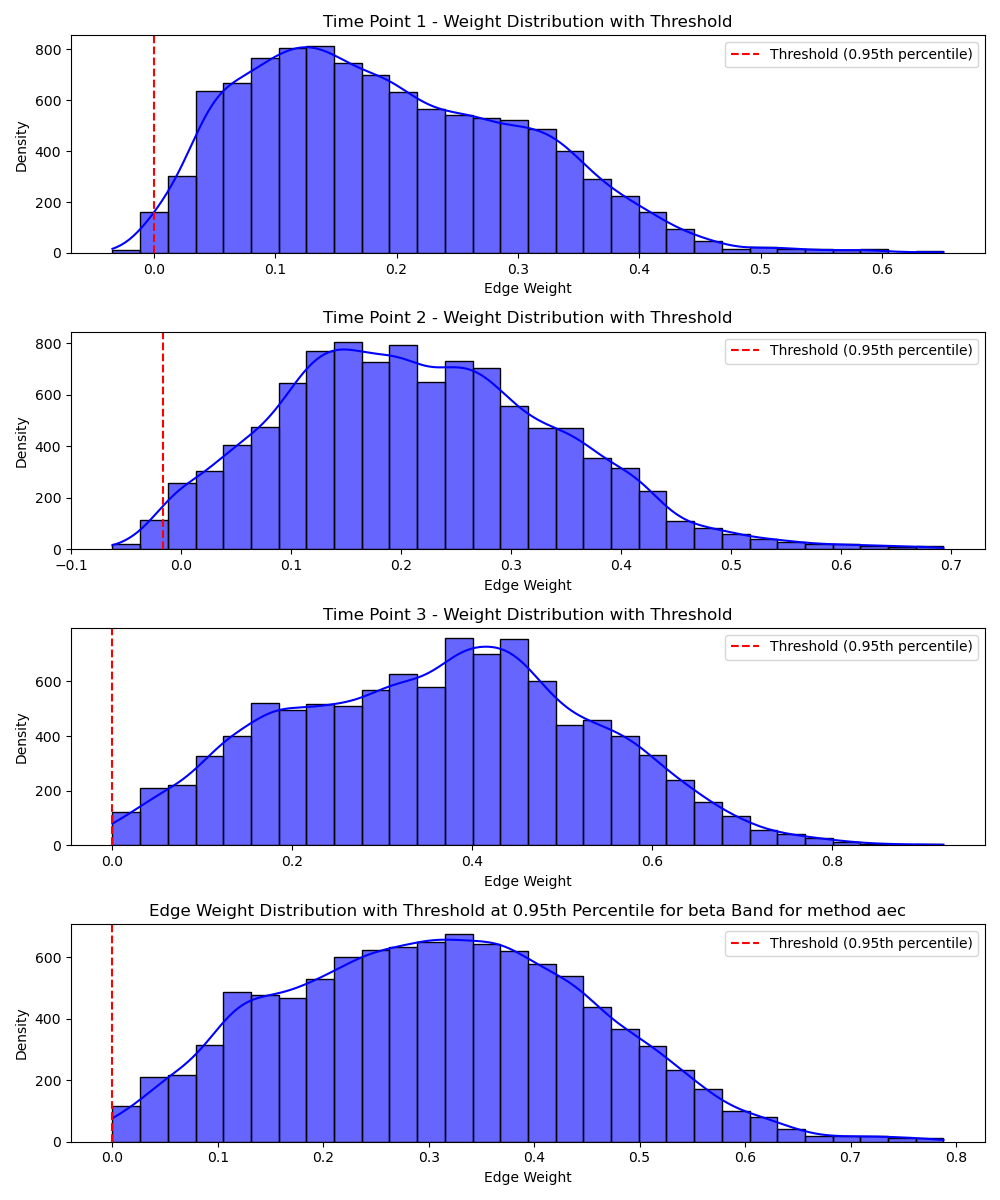 Time Point 1 - Weight Distribution with Threshold
Threshold (0.95th percentile)
800
600
400
200
0
Density
0.0 0.1 0.2 0.3 0.4 0.5 0.6
Edge Weight
Time Point 2 - Weight Distribution with Threshold
Threshold (0.95th percentile)
800
600
400
200
0
Density
−0.1 0.0 0.1 0.2 0.3 0.4 0.5 0.6 0.7
Edge Weight
Time Point 3 - Weight Distribution with Threshold
Threshold (0.95th percentile)
600
400
200
0
Density
0.0 0.2 0.4 0.6 0.8
Edge Weight
Edge Weight Distribution with Threshold at 0.95th Percentile for beta Band for method aec
Threshold (0.95th percentile)
600
400
200
0
Density
0.0 0.1 0.2 0.3 0.4 0.5 0.6 0.7 0.8
Edge Weight